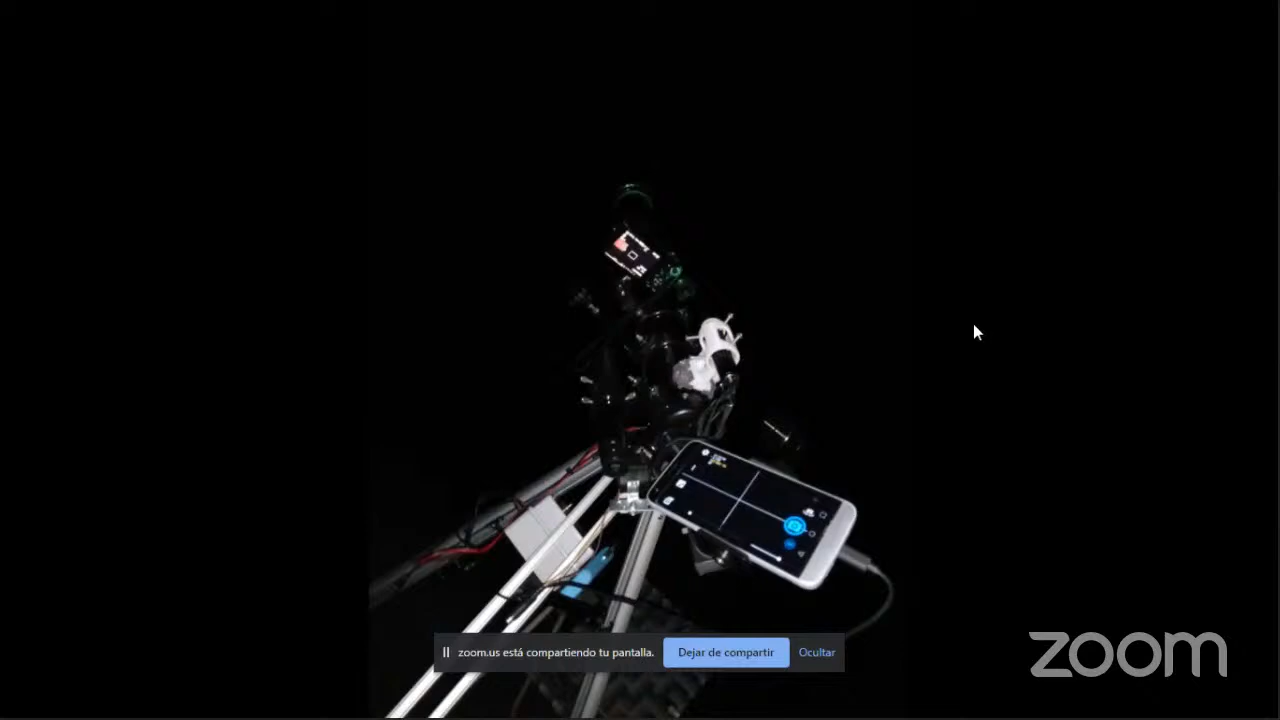 zoom.us está compartiendo tu pantalla.
Dejar de compartir
Ocultar
zoom